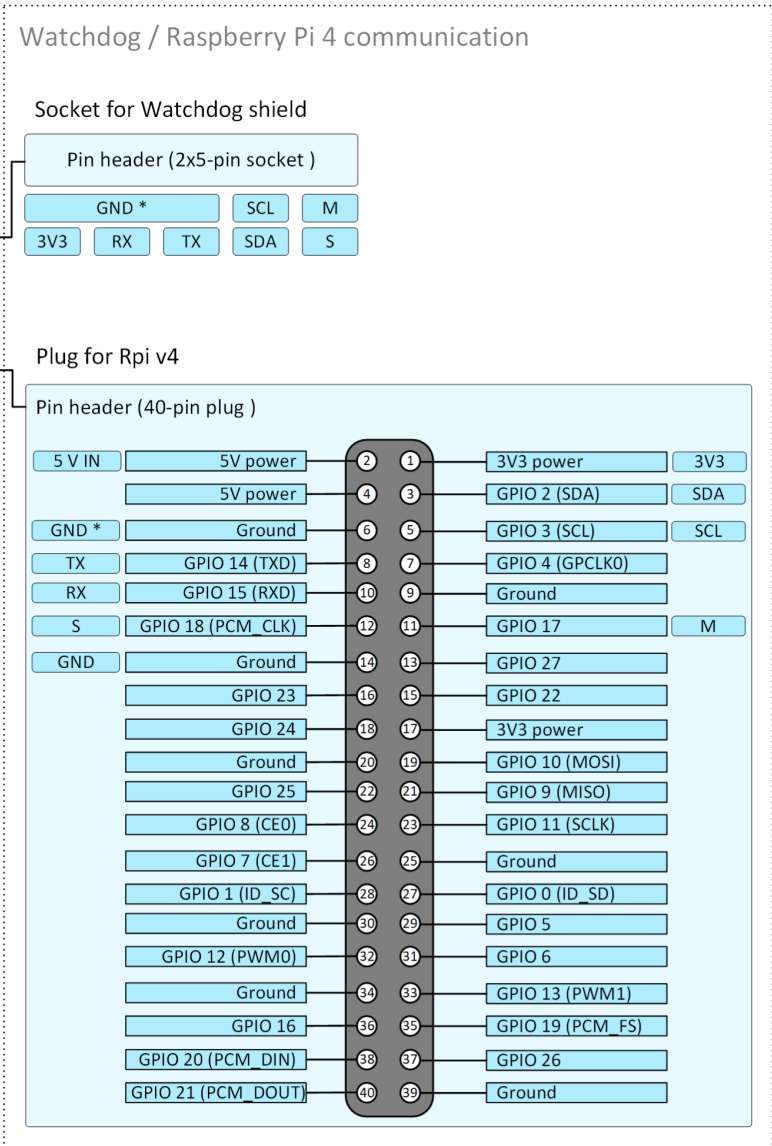 Watchdog / Raspberry Pi 4 communication
Socket for Watchdog shield
Pin header (2x5-pin socket )
GND * SCL M
3V3 RX TX SDA S
Plug for Rpi v4
Pin header (40-pin plug )
5 V IN 5V power 2 1 3V3 power 3V3
5V power 4 3 GPIO 2 (SDA) SDA
GND * Ground 6 5 GPIO 3 (SCL) SCL
TX GPIO 14 (TXD) 8 7 GPIO 4 (GPCLK0)
RX GPIO 15 (RXD) 10 9 Ground
S GPIO 18 (PCM_CLK) 12 11 GPIO 17 M
GND Ground 14 13 GPIO 27
GPIO 23 16 15 GPIO 22
GPIO 24 18 17 3V3 power
Ground 20 19 GPIO 10 (MOSI)
GPIO 25 22 21 GPIO 9 (MISO)
GPIO 8 (CE0) 24 23 GPIO 11 (SCLK)
GPIO 7 (CE1) 26 25 Ground
GPIO 1 (ID_SC) 28 27 GPIO 0 (ID_SD)
Ground 30 29 GPIO 5
GPIO 12 (PWM0) 32 31 GPIO 6
Ground 34 33 GPIO 13 (PWM1)
GPIO 16 36 35 GPIO 19 (PCM_FS)
GPIO 20 (PCM_DIN) 38 37 GPIO 26
GPIO 21 (PCM_DOUT) 40 39 Ground